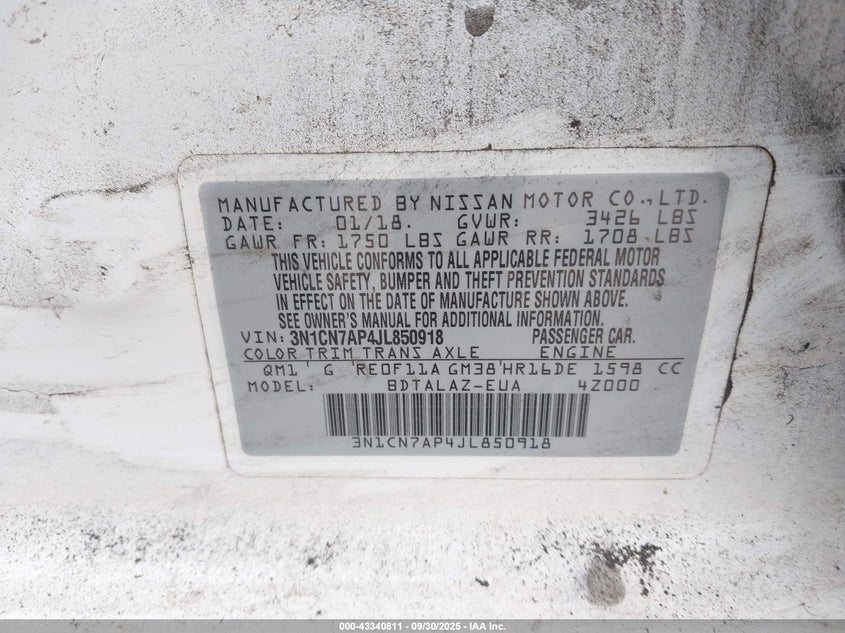 MANUFACTURED BY NISSAN MOTOR CO., LTD.
DATE: 01/18. GVWR: 3426 LBS
GAWR FR: 1750 LBS GAWR RR: 1708 LBS
THIS VEHICLE CONFORMS TO ALL APPLICABLE FEDERAL MOTOR
VEHICLE SAFETY, BUMPER AND THEFT PREVENTION STANDARDS
IN EFFECT ON THE DATE OF MANUFACTURE SHOWN ABOVE.
SEE OWNER'S MANUAL FOR ADDITIONAL INFORMATION.
VIN: 3N1CN7AP4JL850918 PASSENGER CAR.
COLOR TRIM TRANS AXLE ENGINE
QM1 G RE0F11A GM38 HR16DE 1598 CC
MODEL: BDTALAZ-EUA 4Z000
3N1CN7AP4JL850918
000-43340811 - 09/30/2025 - IAA Inc.